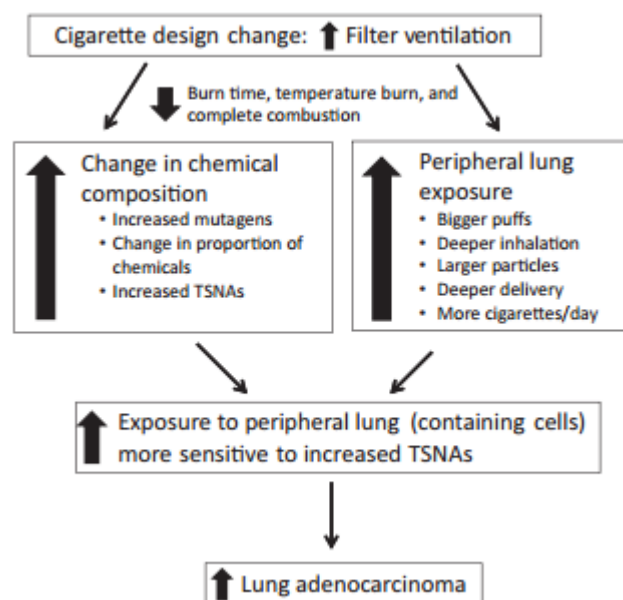 Cigarette design change: Filter ventilation
Burn time, temperature burn, and
complete combustion
Change in chemical
composition
• Increased mutagens
• Change in proportion of
chemicals
• Increased TSNAs
Peripheral lung
exposure
• Bigger puffs
• Deeper inhalation
• Larger particles
• Deeper delivery
• More cigarettes/day
Exposure to peripheral lung (containing cells)
more sensitive to increased TSNAs
Lung adenocarcinoma